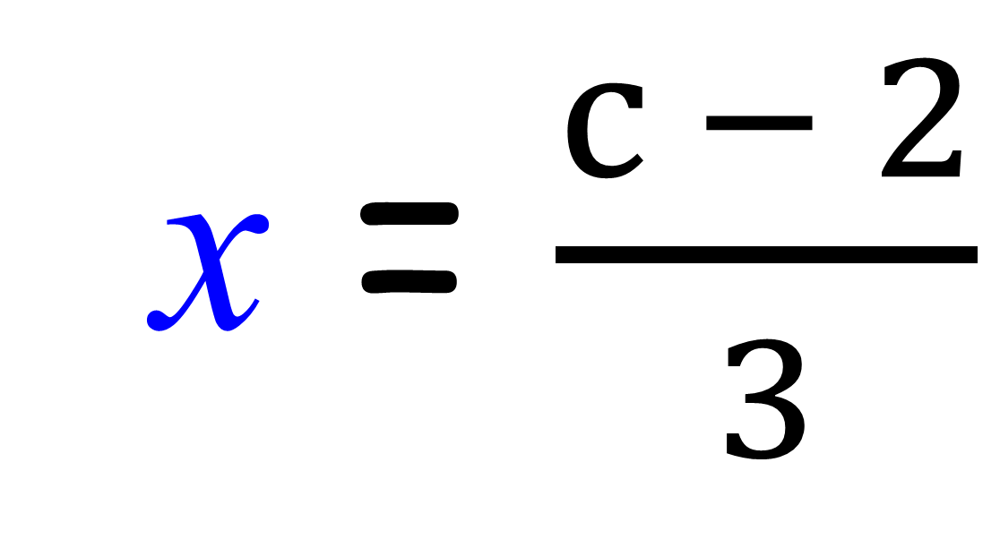 x = (c − 2) / 3